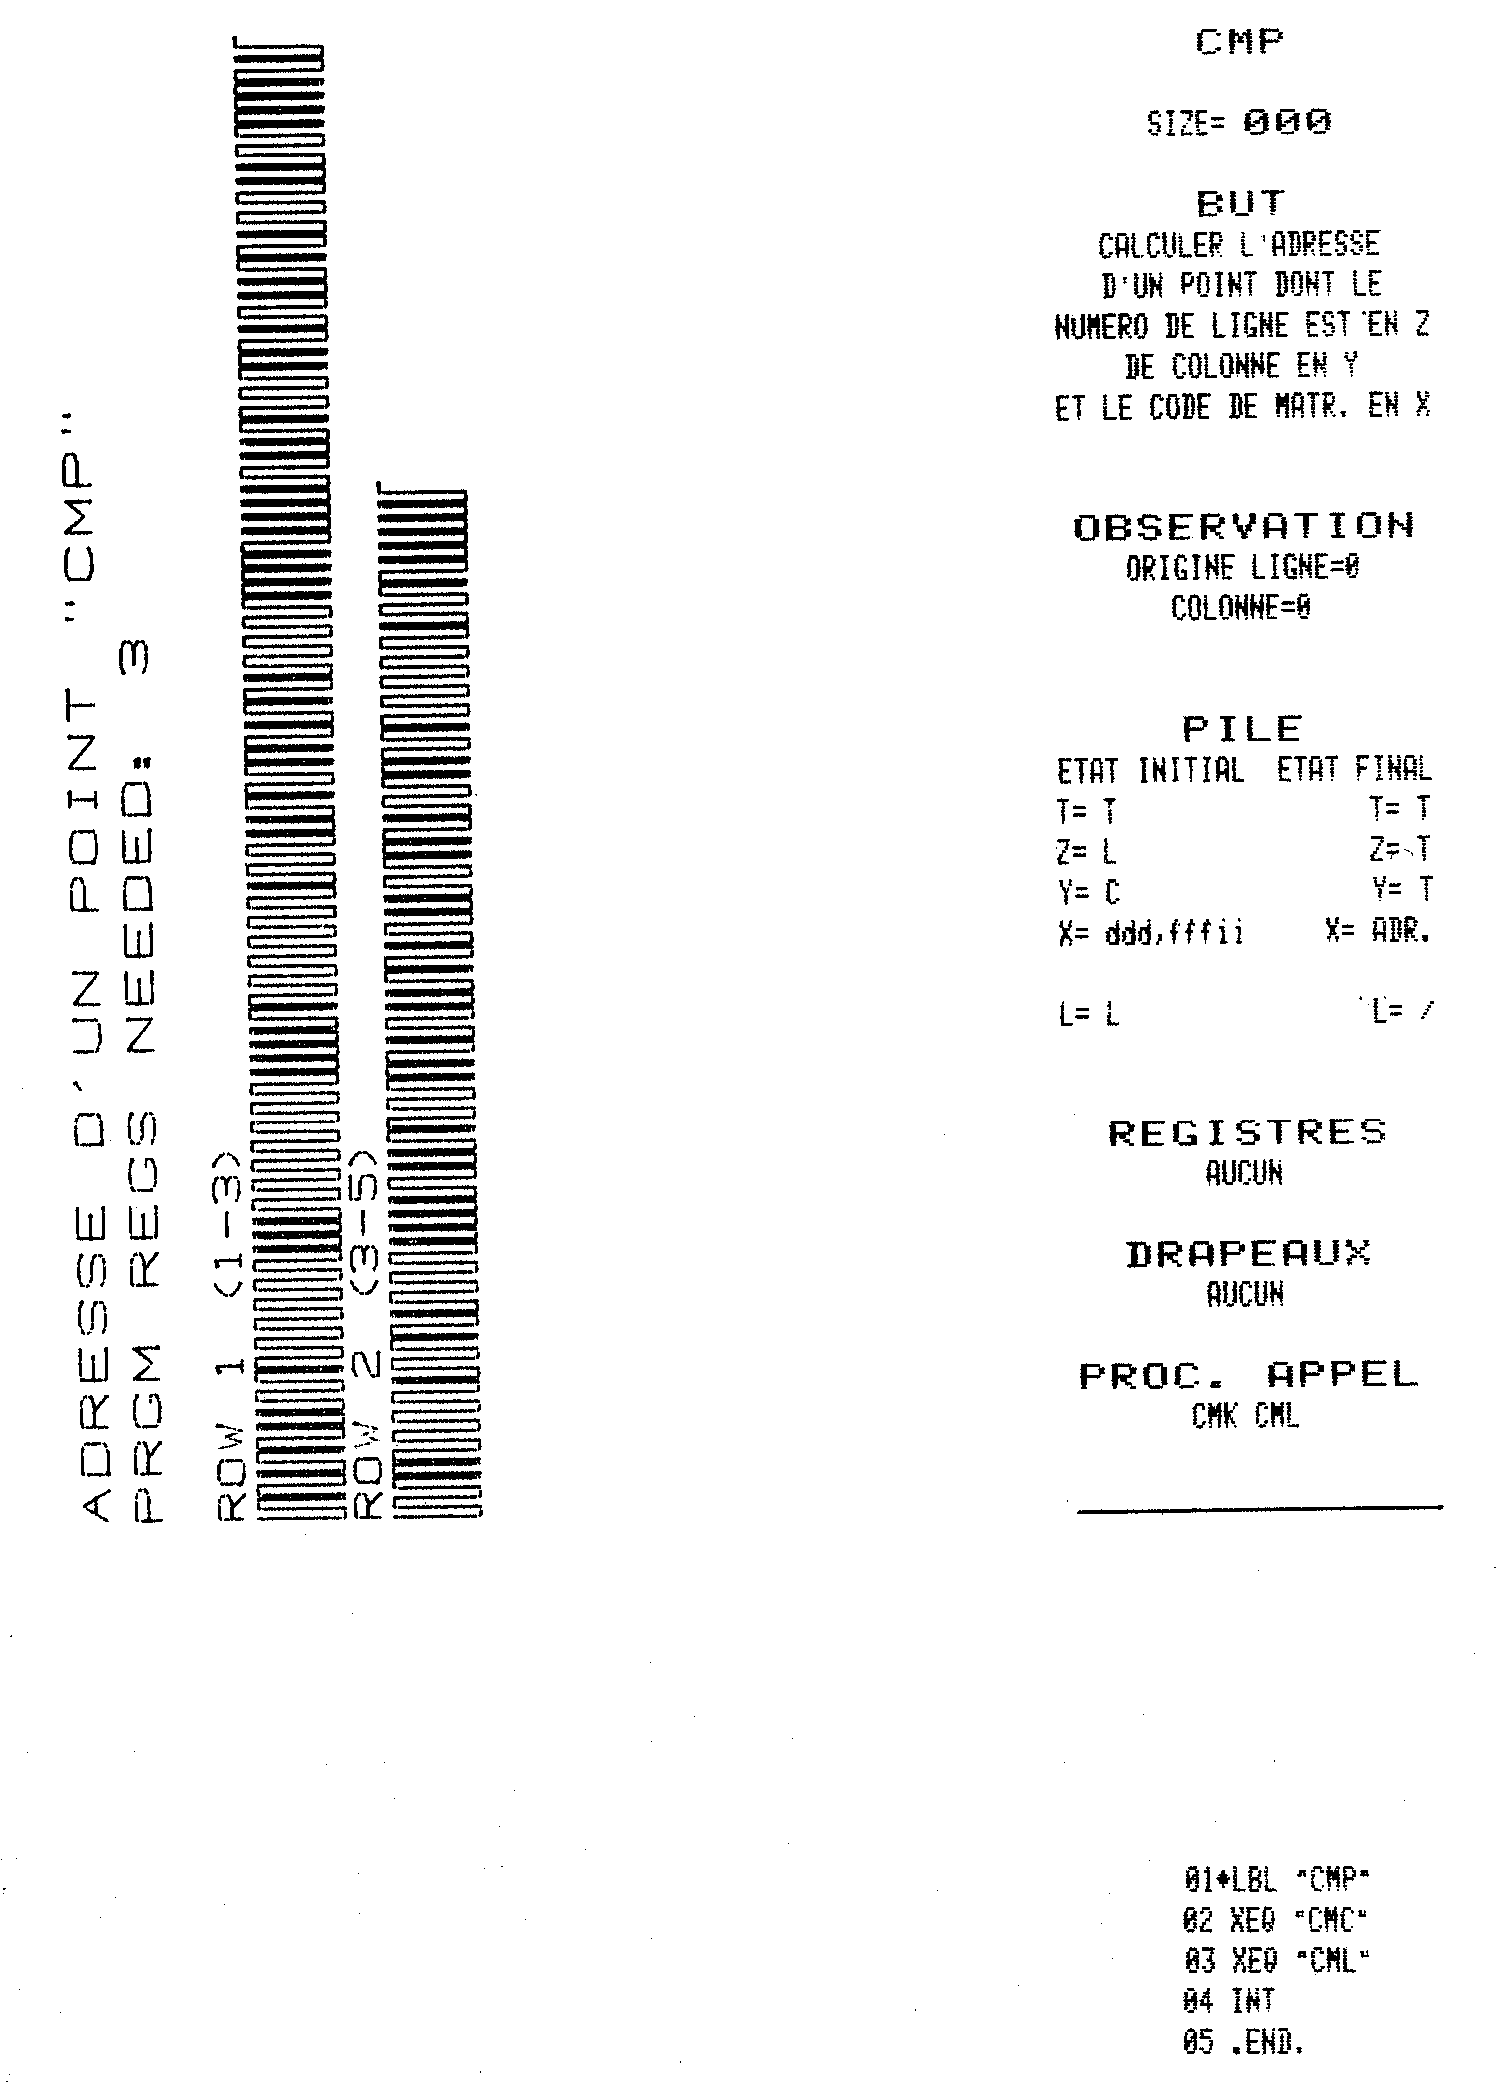 ADRESSE D'UN POINT "CMP"
PRGM REGS NEEDED: 3
ROW 1 (1-3)
ROW 2 (3-5)
CMP
SIZE= 000
BUT
CALCULER L'ADRESSE
D'UN POINT DONT LE
NUMERO DE LIGNE EST EN Z
DE COLONNE EN Y
ET LE CODE DE MATR. EN X
OBSERVATION
ORIGINE LIGNE=0
COLONNE=0
PILE
ETAT INITIAL ETAT FINAL
T= T T= T
Z= L Z= T
Y= C Y= T
X= ddd,fffii X= ADR.
L= L L= /
REGISTRES
AUCUN
DRAPEAUX
AUCUN
PROC. APPEL
CMK CML
01♦LBL "CMP"
02 XEQ "CMC"
03 XEQ "CML"
04 INT
05 .END.